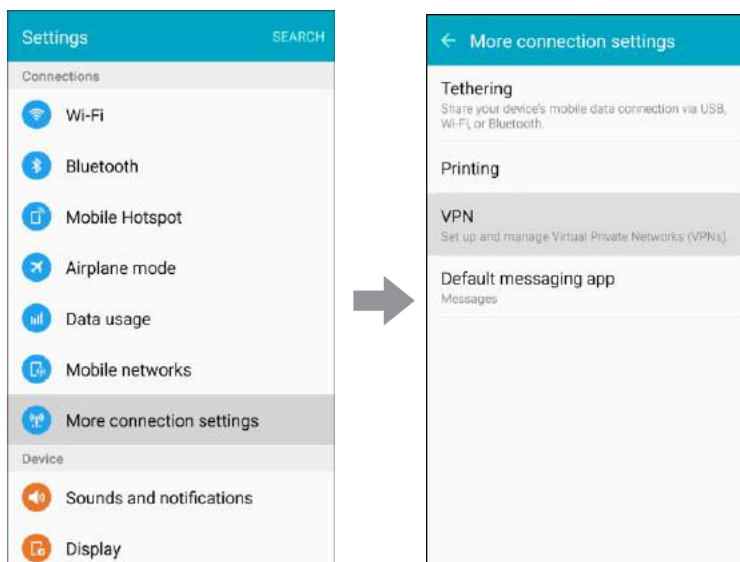 Settings
SEARCH
Connections
Wi-Fi
Bluetooth
Mobile Hotspot
Airplane mode
Data usage
Mobile networks
More connection settings
Device
Sounds and notifications
Display
More connection settings
Tethering
Share your device's mobile data connection via USB,
Wi-Fi, or Bluetooth.
Printing
VPN
Set up and manage Virtual Private Networks (VPNs).
Default messaging app
Messages